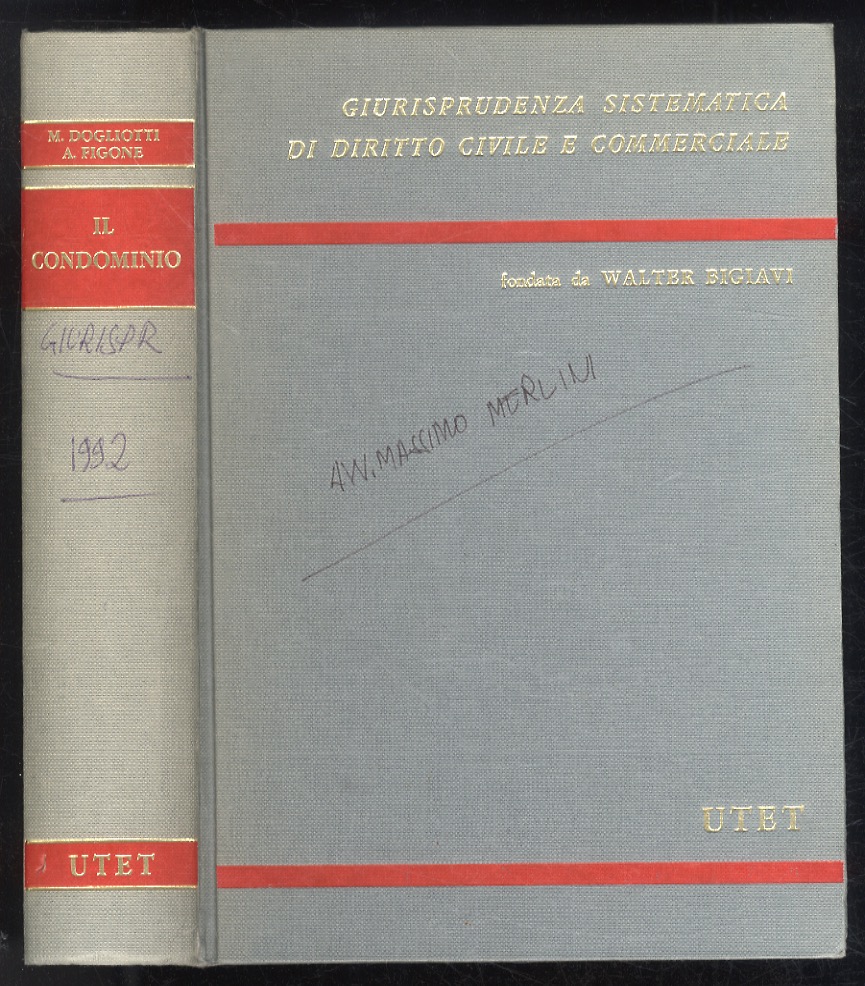 M. DOGLIOTTI
A. FIGONE
IL
CONDOMINIO
GIURISPR
1992
UTET
GIURISPRUDENZA SISTEMATICA
DI DIRITTO CIVILE E COMMERCIALE
fondata da WALTER BIGIAVI
AVV. MASSIMO MERLINI
UTET